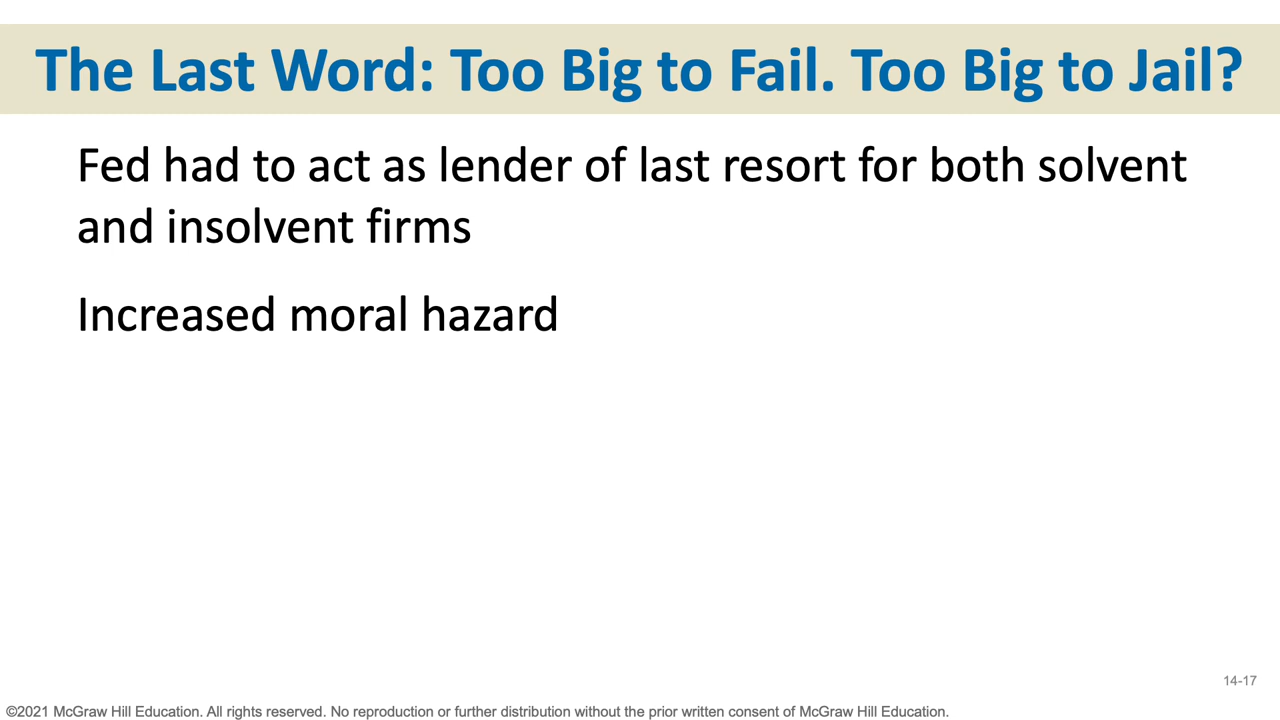 The Last Word: Too Big to Fail. Too Big to Jail?
Fed had to act as lender of last resort for both solvent
and insolvent firms
Increased moral hazard
14-17
©2021 McGraw Hill Education. All rights reserved. No reproduction or further distribution without the prior written consent of McGraw Hill Education.